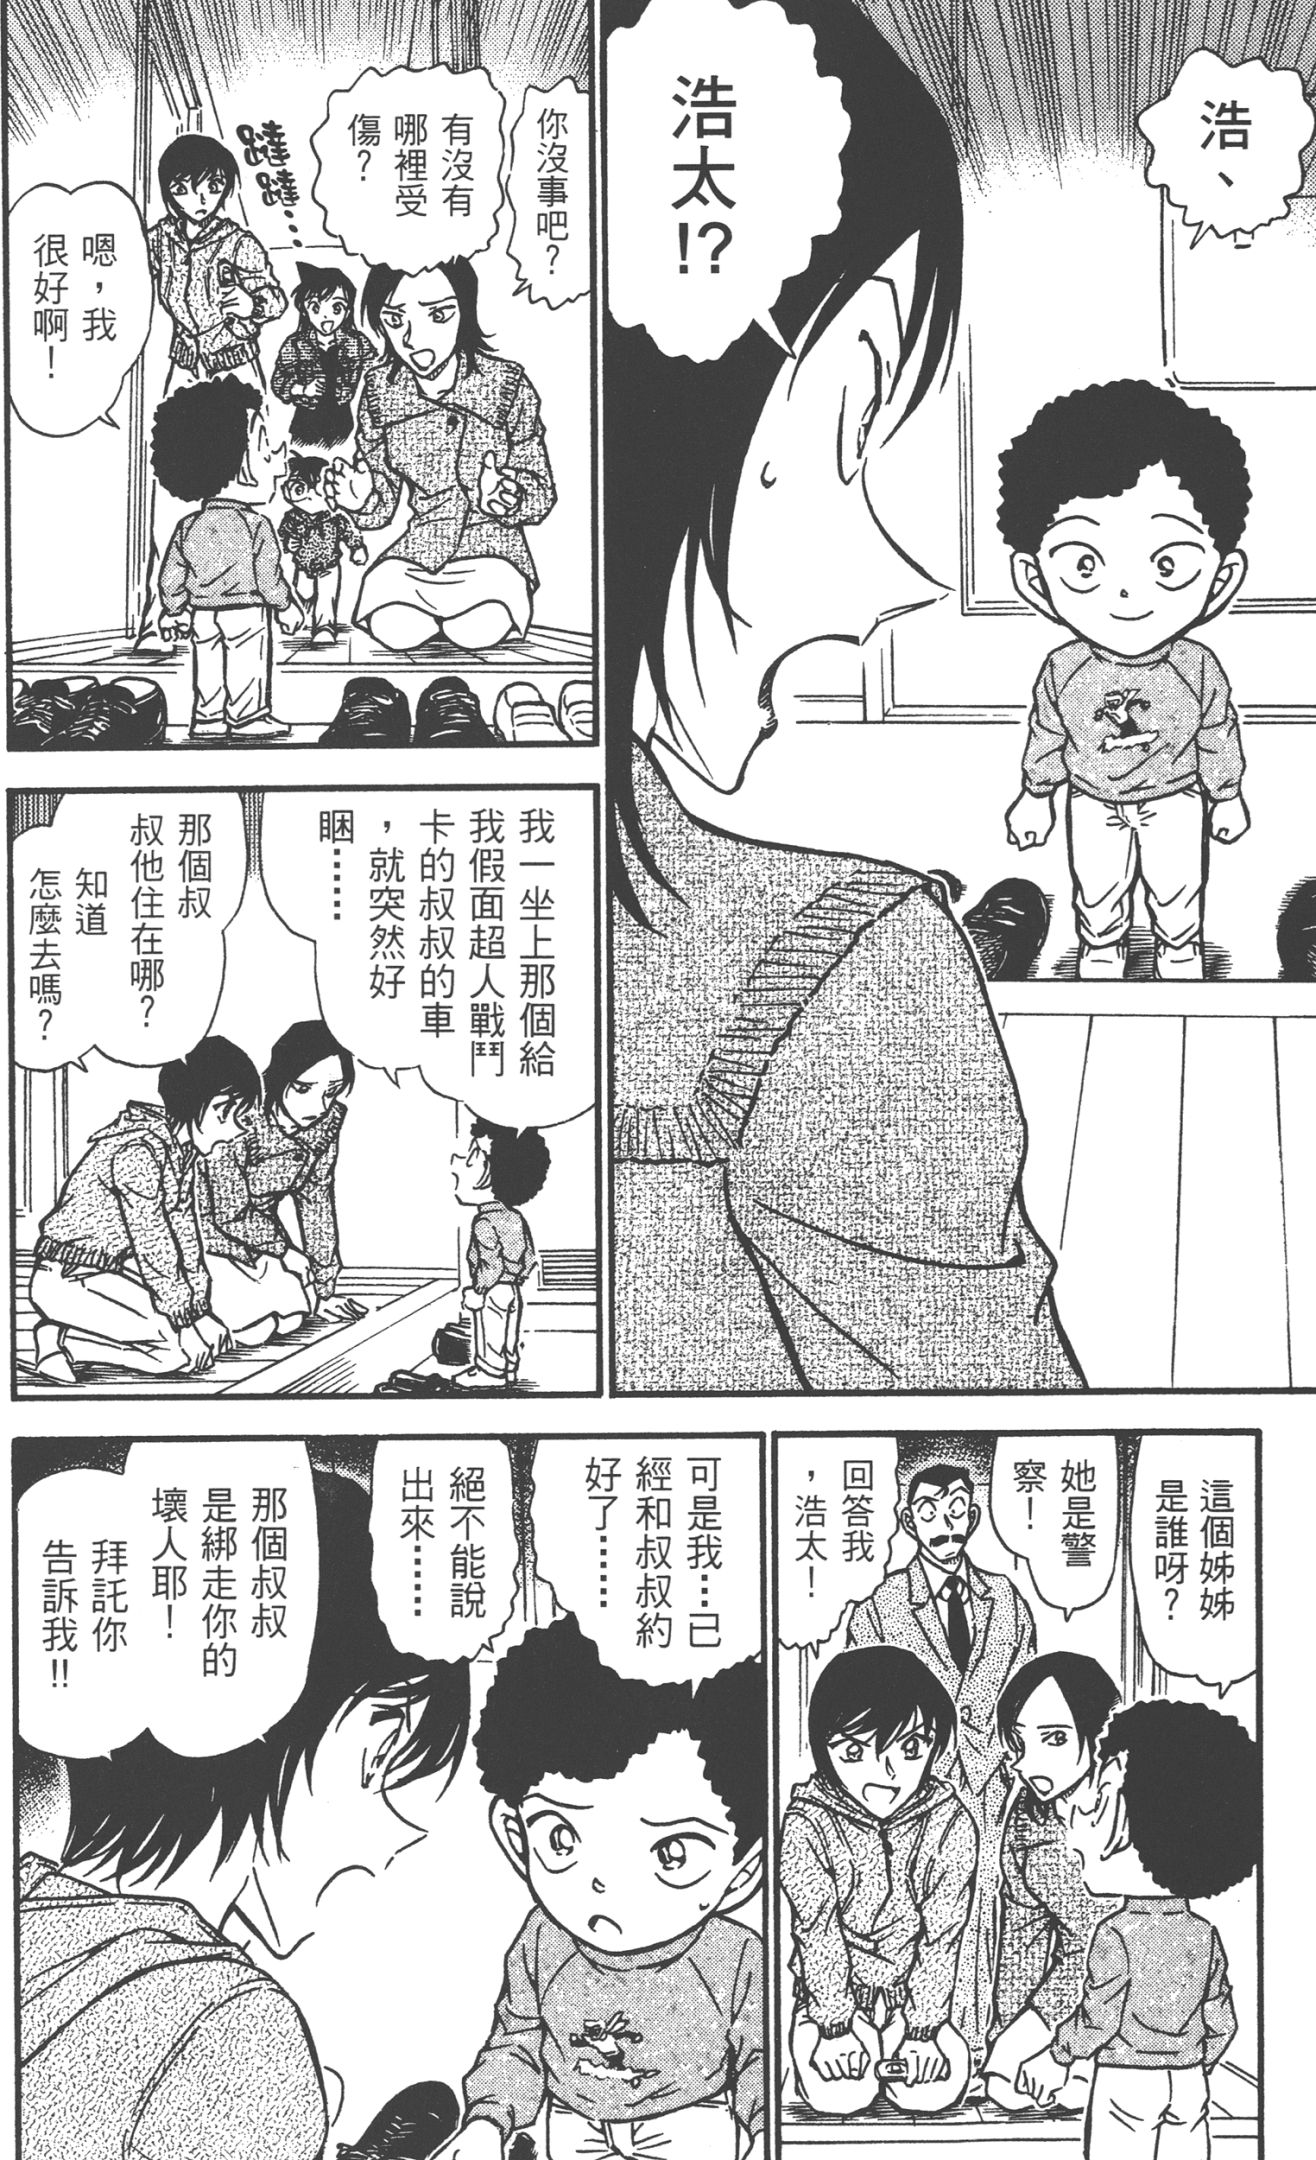 浩、
浩太!?
你沒事吧？
有沒有
哪裡受
傷？
躂躂…
嗯，我
很好啊！
我一坐上那個給
我假面超人戰鬥
卡的叔叔的車
，就突然好
睏……
那個叔
叔他住在哪？
知道
怎麼去嗎？
這個姊姊
是誰呀？
她是警
察！
回答我
，浩太！
可是我…已
經和叔叔約
好了……
絕不能說
出來……
那個叔叔
是綁走你的
壞人耶！
拜託你
告訴我!!